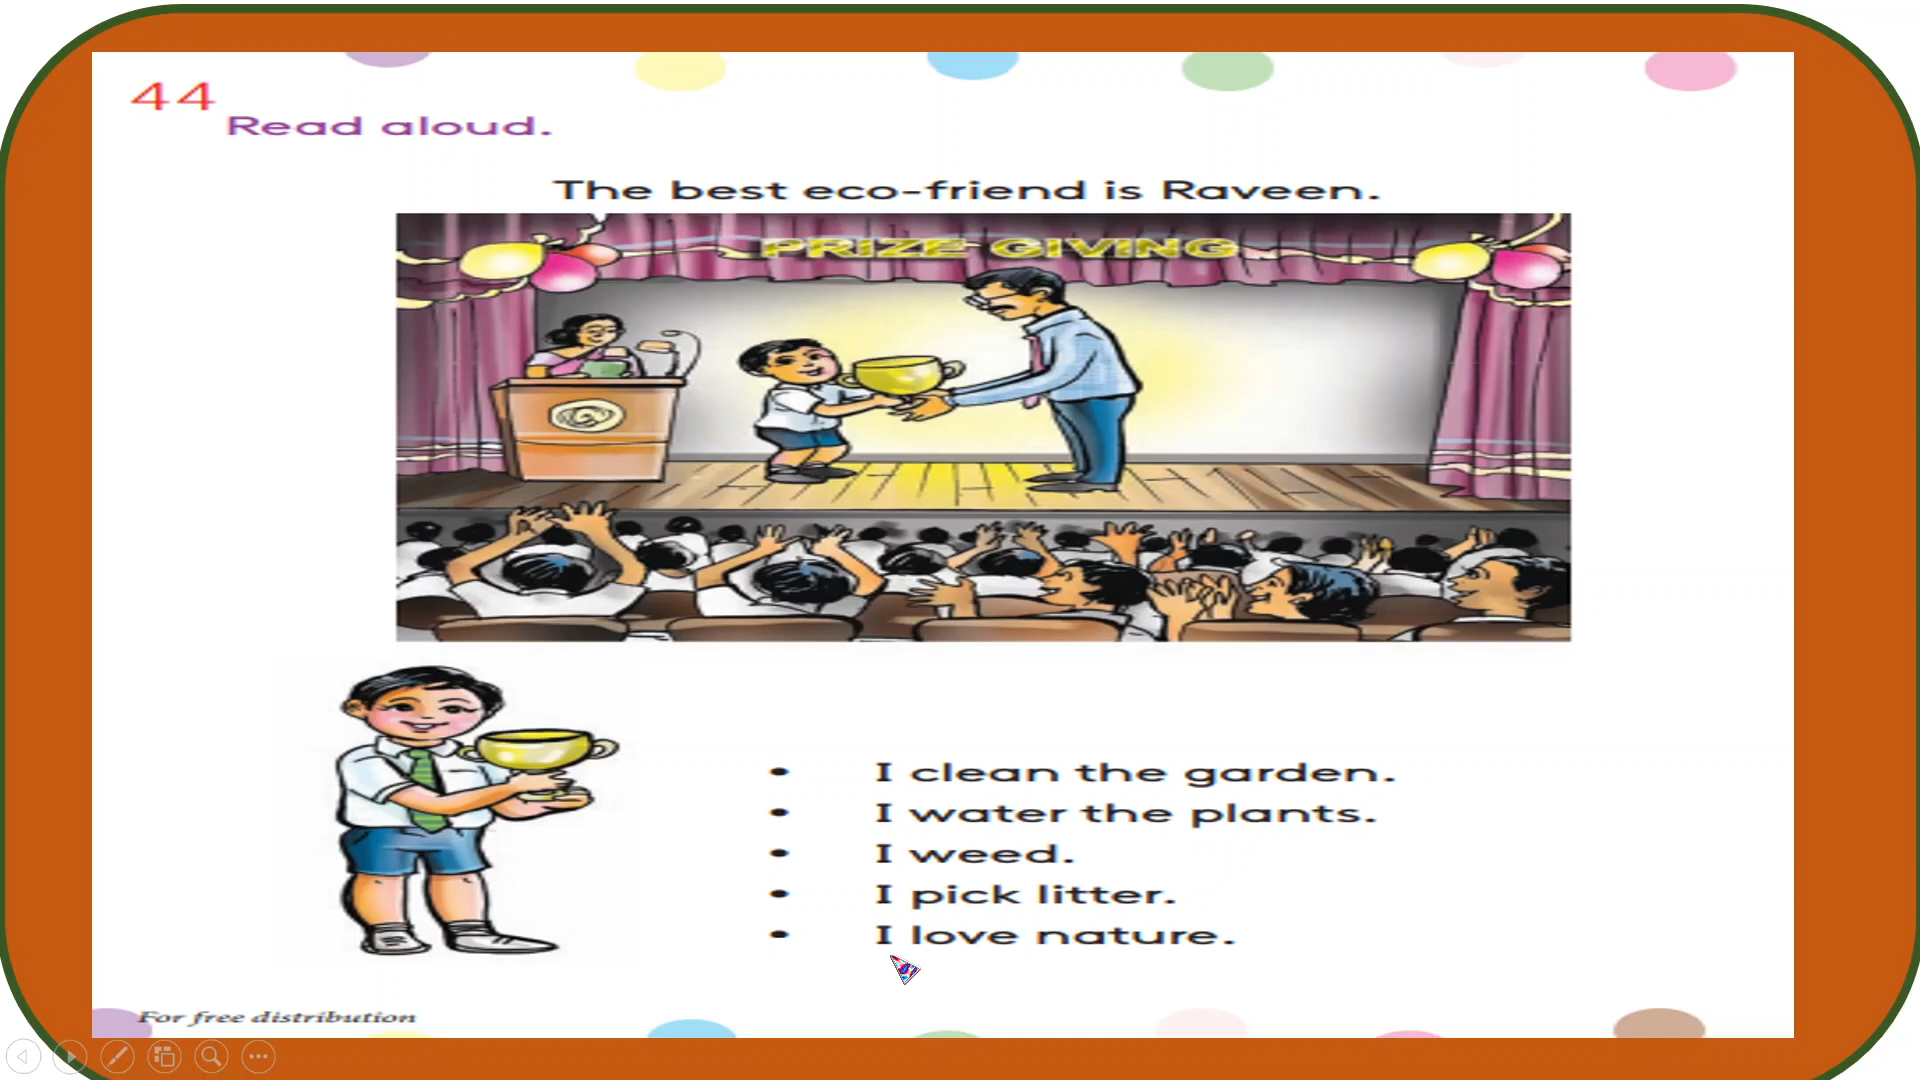 44
Read aloud.
The best eco-friend is Raveen.
PRIZE GIVING
• I clean the garden.
• I water the plants.
• I weed.
• I pick litter.
• I love nature.
For free distribution